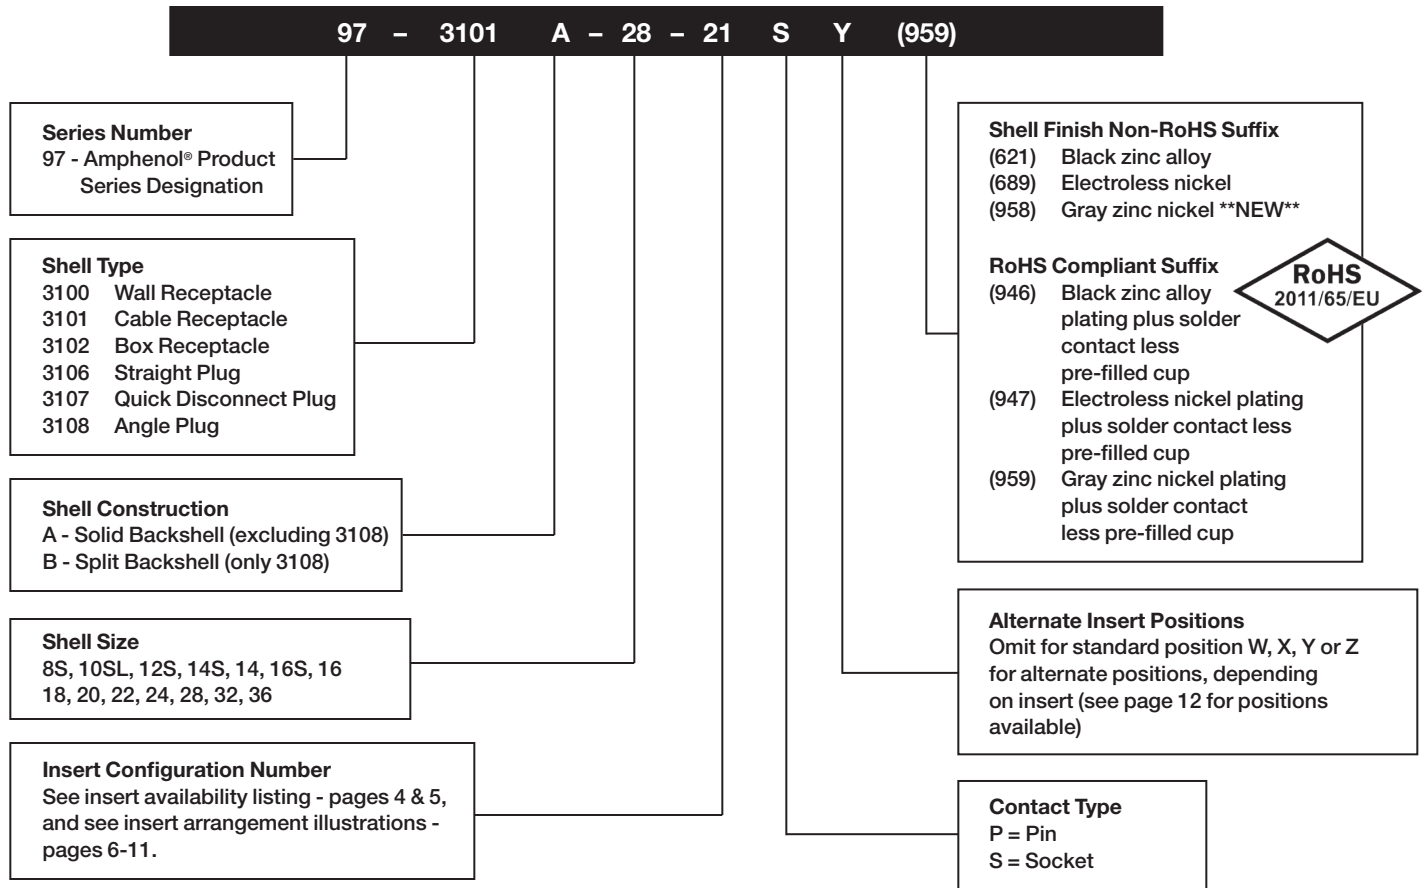 97 – 3101 A – 28 – 21 S Y (959)
Series Number
97 - Amphenol® Product
Series Designation
Shell Type
3100 Wall Receptacle
3101 Cable Receptacle
3102 Box Receptacle
3106 Straight Plug
3107 Quick Disconnect Plug
3108 Angle Plug
Shell Construction
A - Solid Backshell (excluding 3108)
B - Split Backshell (only 3108)
Shell Size
8S, 10SL, 12S, 14S, 14, 16S, 16
18, 20, 22, 24, 28, 32, 36
Insert Configuration Number
See insert availability listing - pages 4 & 5,
and see insert arrangement illustrations -
pages 6-11.
Shell Finish Non-RoHS Suffix
(621) Black zinc alloy
(689) Electroless nickel
(958) Gray zinc nickel **NEW**
RoHS Compliant Suffix
(946) Black zinc alloy
plating plus solder
contact less
pre-filled cup
(947) Electroless nickel plating
plus solder contact less
pre-filled cup
(959) Gray zinc nickel plating
plus solder contact
less pre-filled cup
RoHS
2011/65/EU
Alternate Insert Positions
Omit for standard position W, X, Y or Z
for alternate positions, depending
on insert (see page 12 for positions
available)
Contact Type
P = Pin
S = Socket